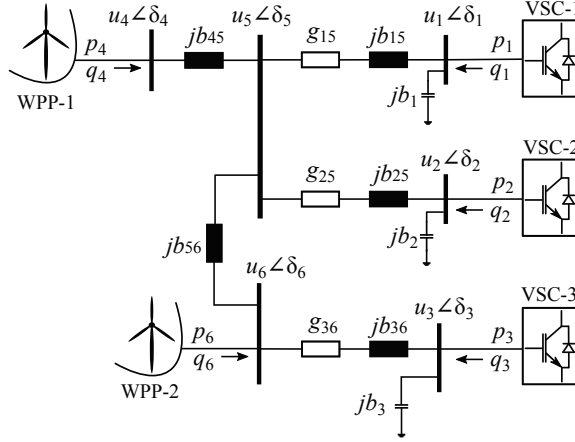 u4∠δ4
u5∠δ5
u1∠δ1
VSC-1
jb45
g15
jb15
p4
q4
p1
q1
WPP-1
jb1
g25
jb25
u2∠δ2
VSC-2
p2
q2
jb2
jb56
u6∠δ6
g36
jb36
u3∠δ3
VSC-3
p6
q6
p3
q3
WPP-2
jb3